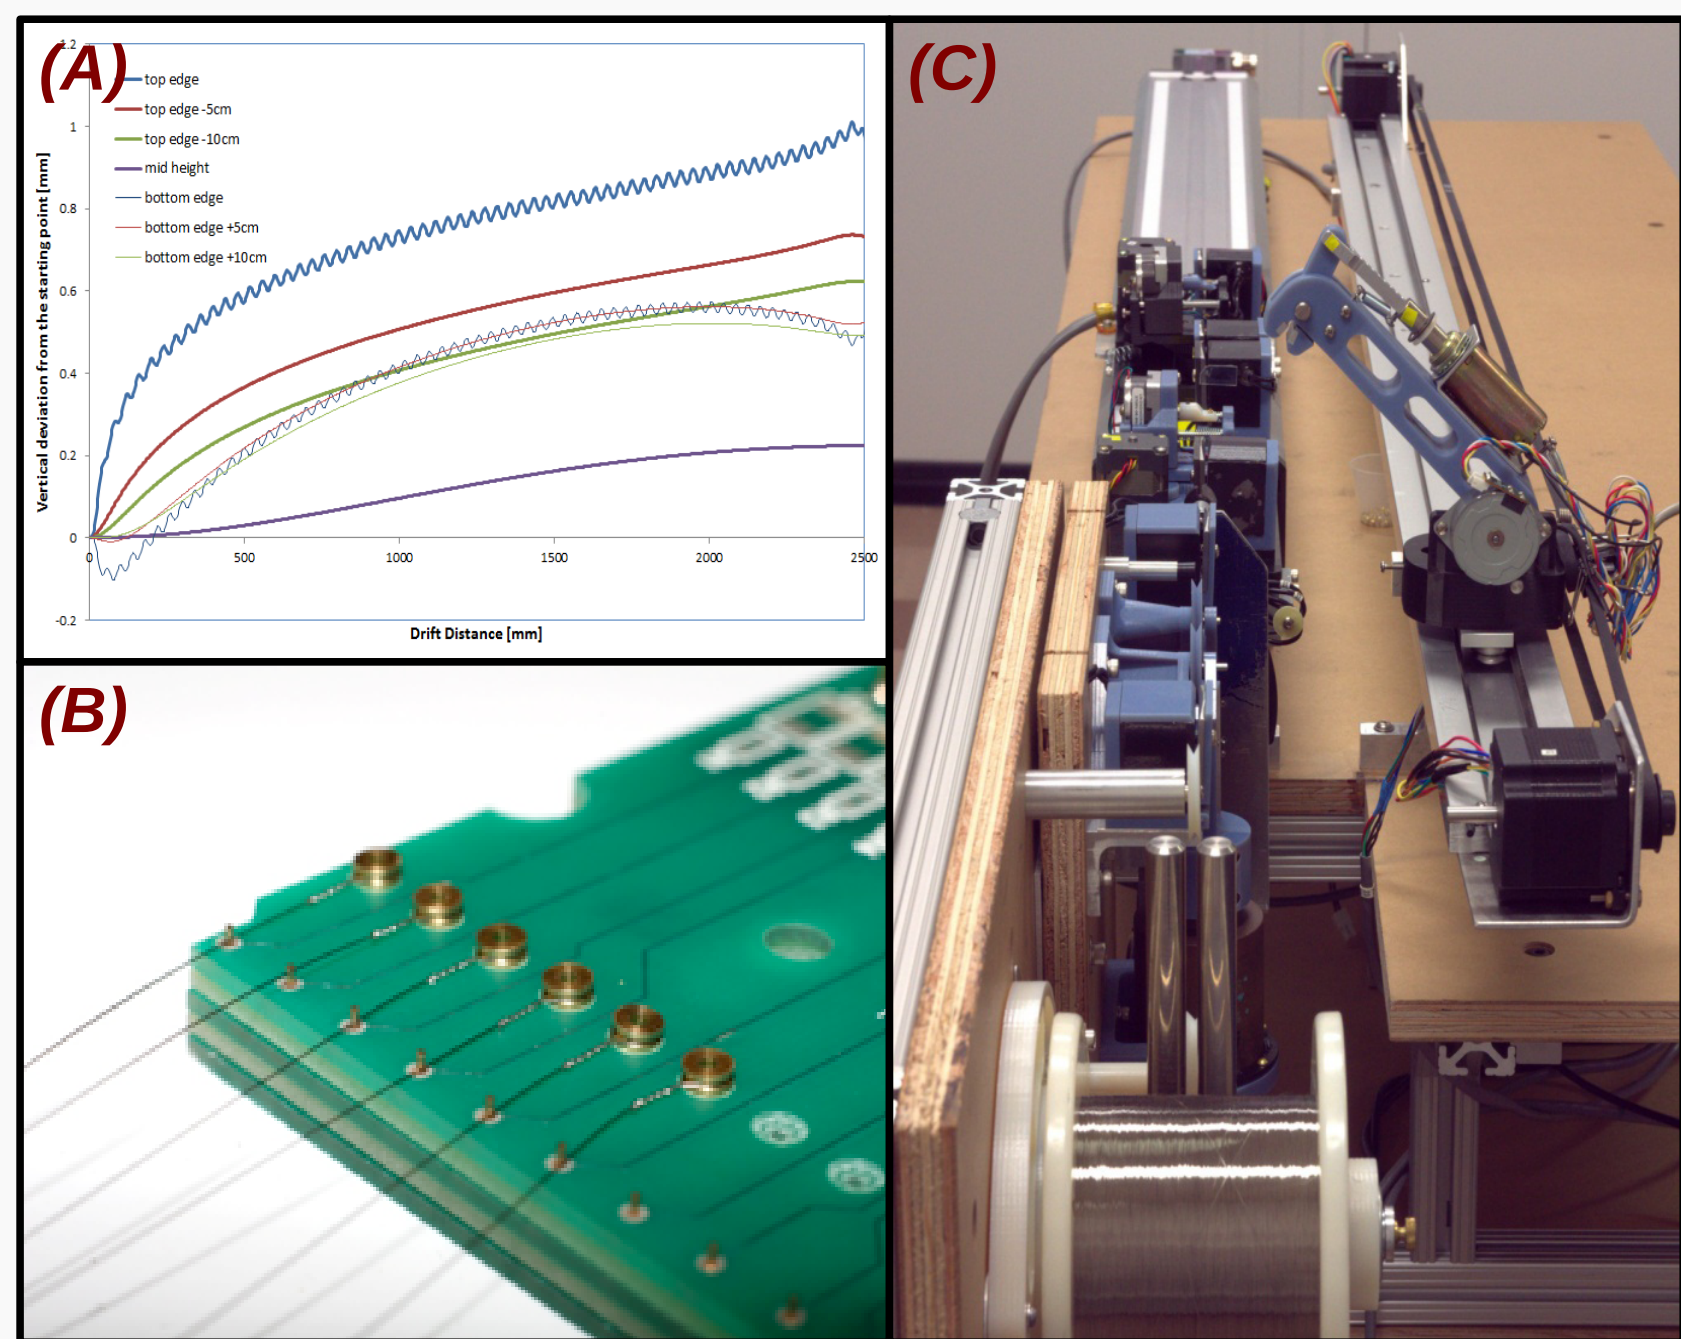 (A)
1.2
top edge
top edge -5cm
top edge -10cm
mid height
bottom edge
bottom edge +5cm
bottom edge +10cm
1
0.8
0.6
0.4
0.2
0
-0.2
Vertical deviation from the starting point [mm]
0
500
1000
1500
2000
2500
Drift Distance [mm]
(B)
(C)